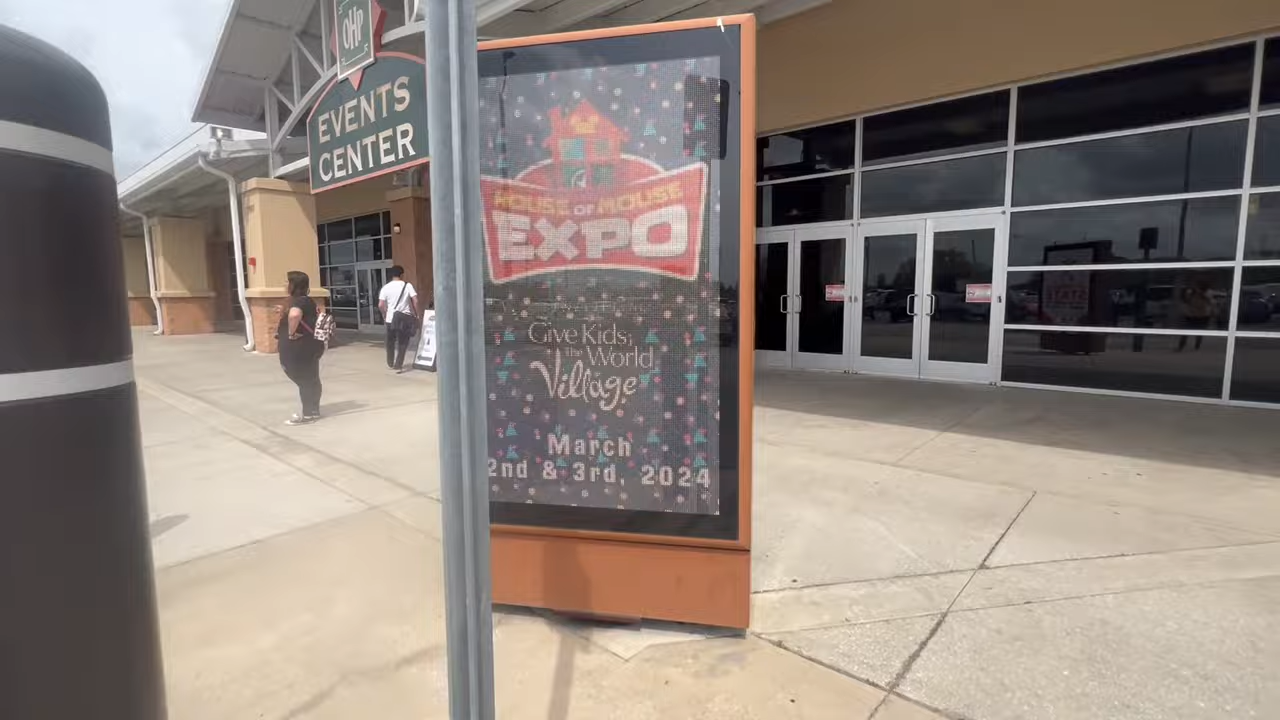 OHP
EVENTS
CENTER
HOUSE OF MOUSE
EXPO
Give Kids
The World
Village
March
2nd & 3rd, 2024